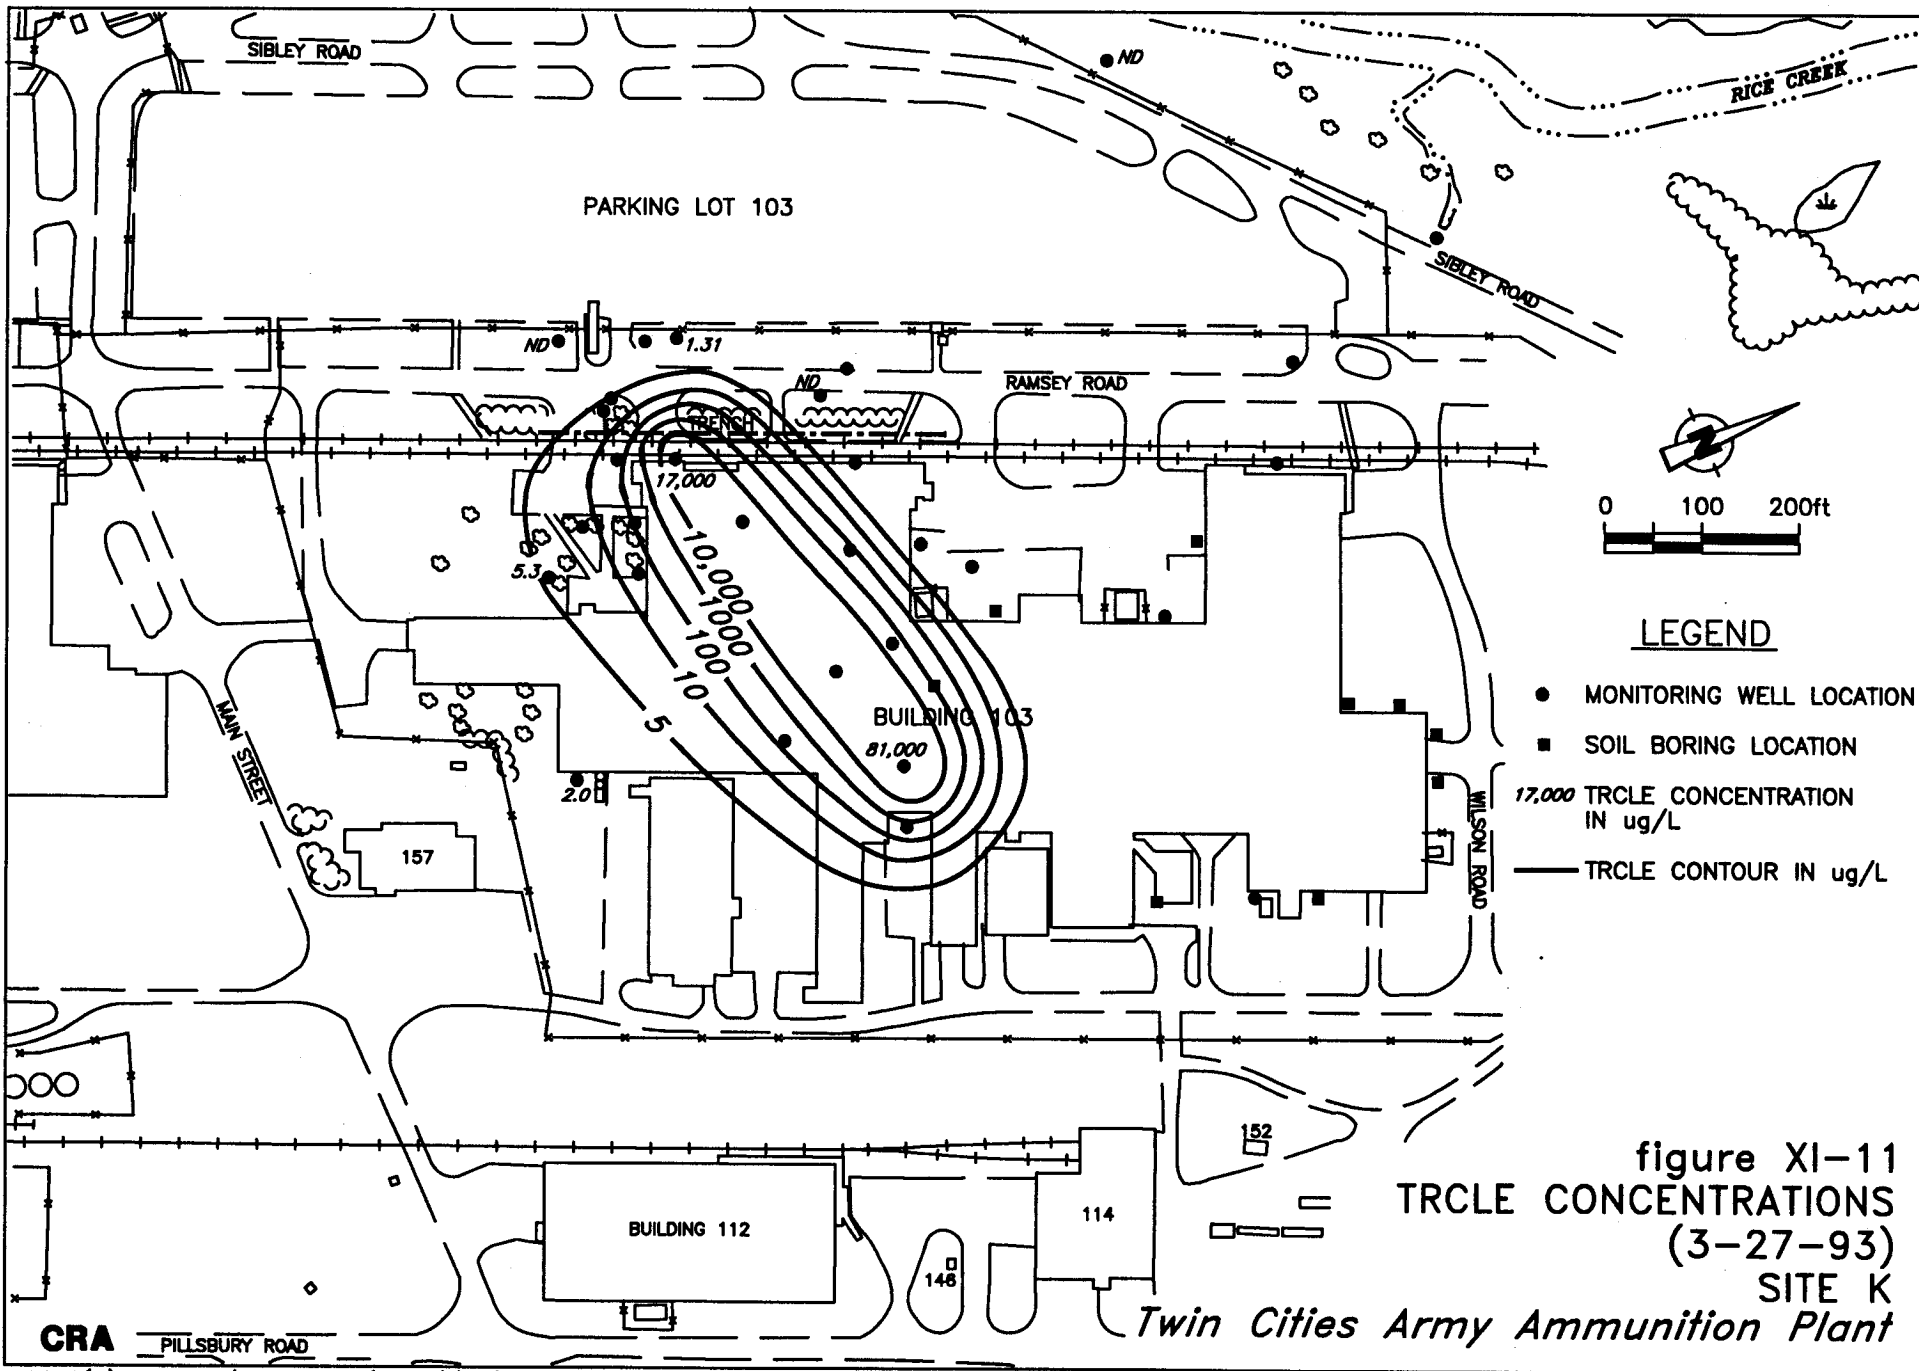 SIBLEY ROAD
ND
RICE CREEK
PARKING LOT 103
SIBLEY ROAD
ND
1.31
ND
RAMSEY ROAD
TRENCH
N
17,000
0 100 200ft
10,000
1000
100
10
5
5.3
LEGEND
MONITORING WELL LOCATION
SOIL BORING LOCATION
17,000 TRCLE CONCENTRATION
IN ug/L
TRCLE CONTOUR IN ug/L
BUILDING 103
81,000
MAIN STREET
2.0
157
WILSON ROAD
152
BUILDING 112
114
146
figure XI-11
TRCLE CONCENTRATIONS
(3-27-93)
SITE K
Twin Cities Army Ammunition Plant
CRA
PILLSBURY ROAD